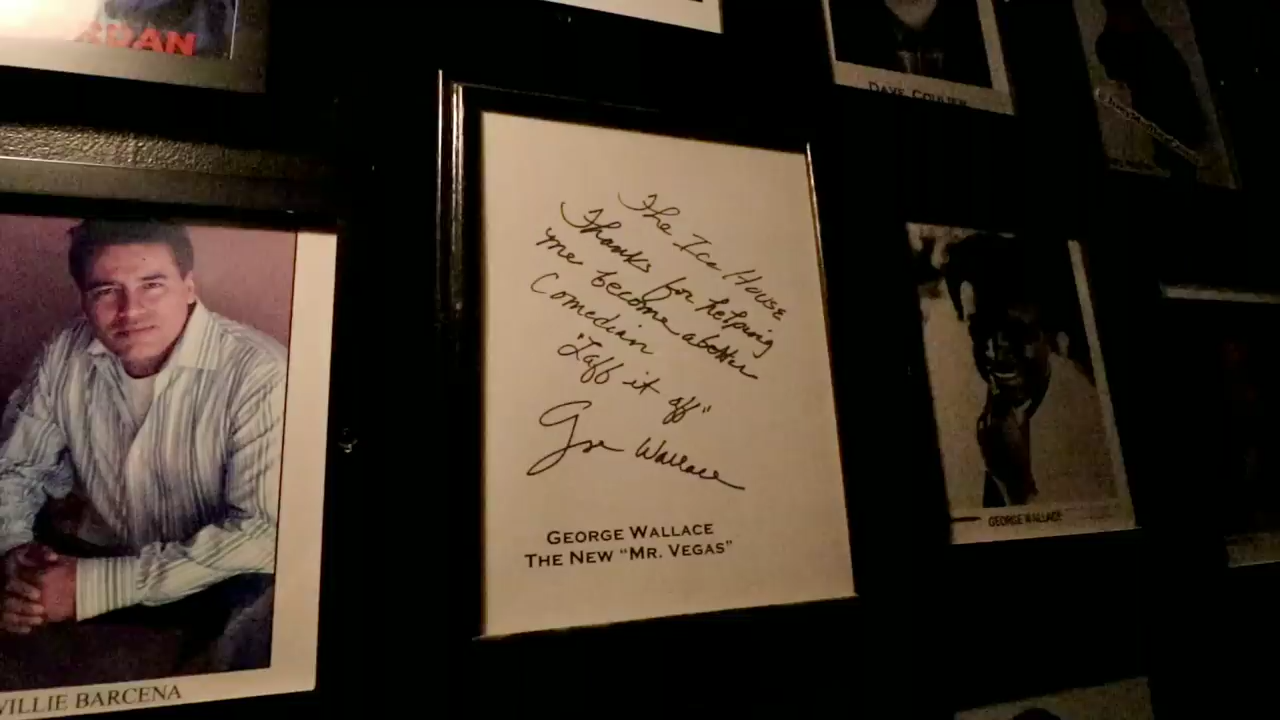 RDAN
DAVE COULIER
The Ice House
Thanks for helping
me become a better
Comedian
"Laff it off"
George Wallace
GEORGE WALLACE
THE NEW "MR. VEGAS"
GEORGE WALLACE
WILLIE BARCENA